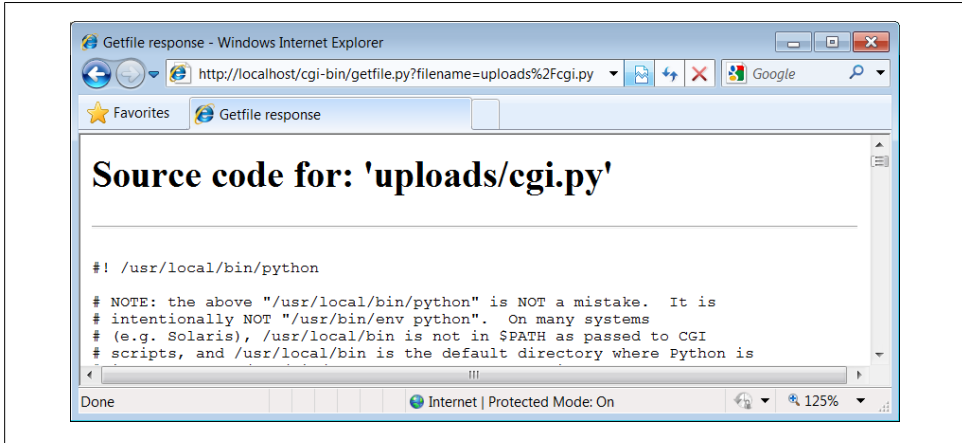 Getfile response - Windows Internet Explorer
http://localhost/cgi-bin/getfile.py?filename=uploads%2Fcgi.py
Google
Favorites
Getfile response
Source code for: 'uploads/cgi.py'
#! /usr/local/bin/python
# NOTE: the above "/usr/local/bin/python" is NOT a mistake.  It is
# intentionally NOT "/usr/bin/env python".  On many systems
# (e.g. Solaris), /usr/local/bin is not in $PATH as passed to CGI
# scripts, and /usr/local/bin is the default directory where Python is
Done
Internet | Protected Mode: On
125%